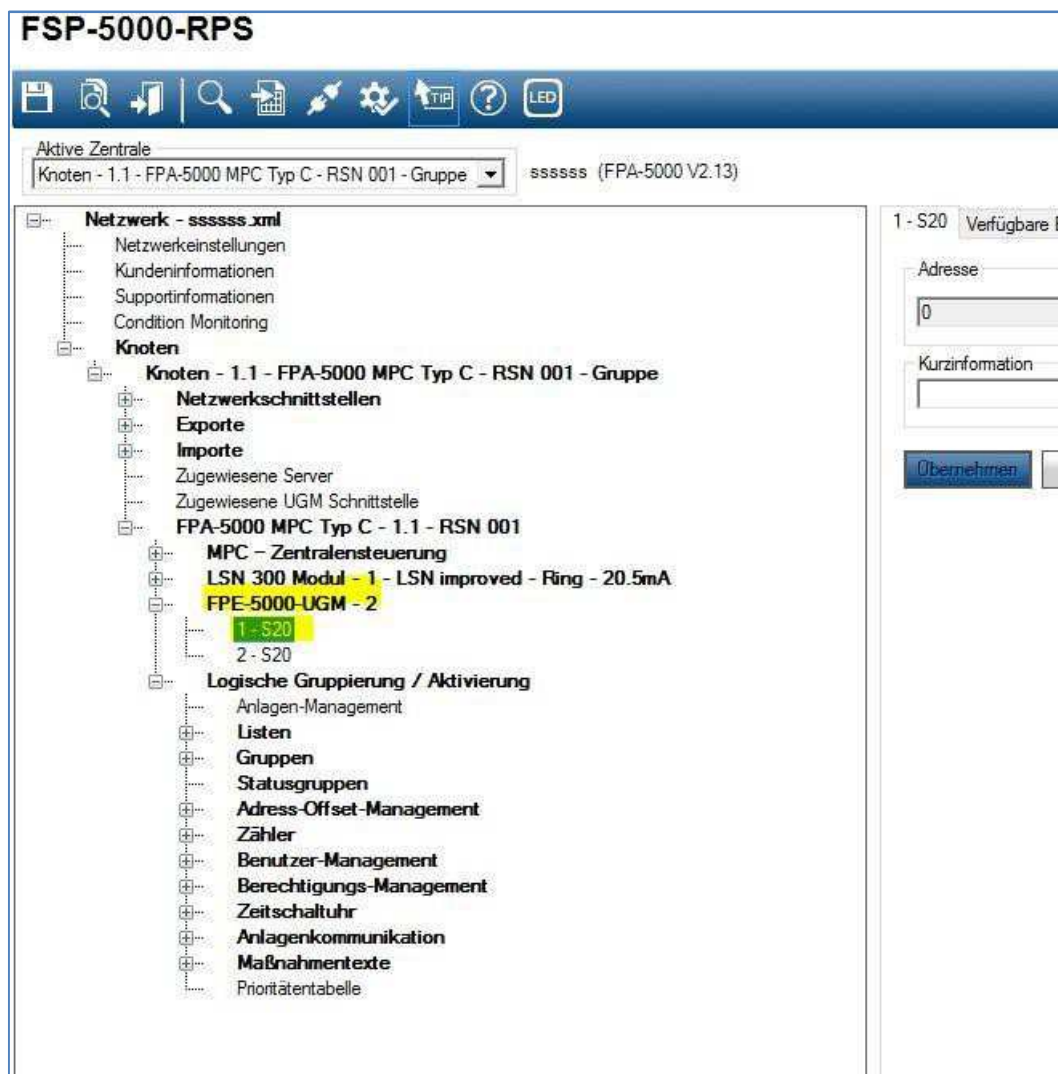 FSP-5000-RPS
TIP
LED
Aktive Zentrale
Knoten - 1.1 - FPA-5000 MPC Typ C - RSN 001 - Gruppe
ssssss (FPA-5000 V2.13)
Netzwerk - ssssss.xml
Netzwerkeinstellungen
Kundeninformationen
Supportinformationen
Condition Monitoring
Knoten
Knoten - 1.1 - FPA-5000 MPC Typ C - RSN 001 - Gruppe
Netzwerkschnittstellen
Exporte
Importe
Zugewiesene Server
Zugewiesene UGM Schnittstelle
FPA-5000 MPC Typ C - 1.1 - RSN 001
MPC – Zentralensteuerung
LSN 300 Modul - 1 - LSN improved - Ring - 20.5mA
FPE-5000-UGM - 2
1 - S20
2 - S20
Logische Gruppierung / Aktivierung
Anlagen-Management
Listen
Gruppen
Statusgruppen
Adress-Offset-Management
Zähler
Benutzer-Management
Berechtigungs-Management
Zeitschaltuhr
Anlagenkommunikation
Maßnahmentexte
Prioritätentabelle
1 - S20 Verfügbare
Adresse
0
Kurzinformation
Übernehmen